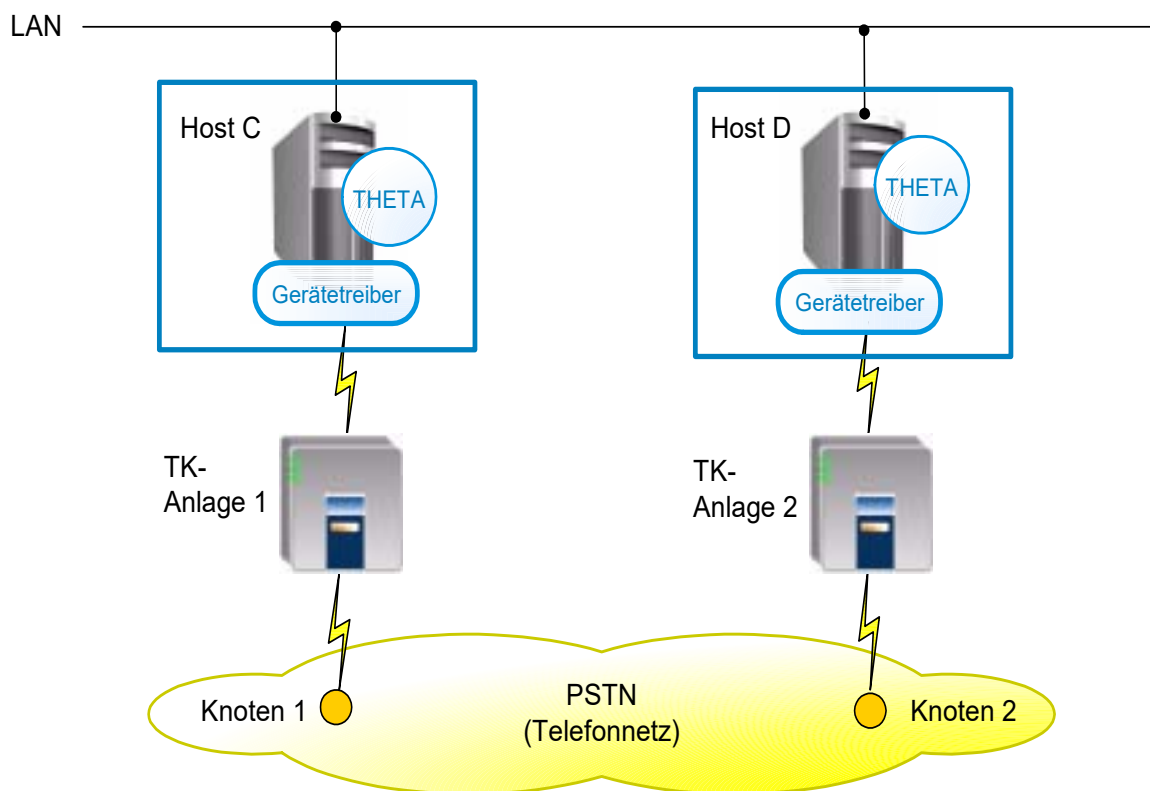 LAN
Host C
THETA
Gerätetreiber
Host D
THETA
Gerätetreiber
TK-
Anlage 1
TK-
Anlage 2
Knoten 1
PSTN
(Telefonnetz)
Knoten 2